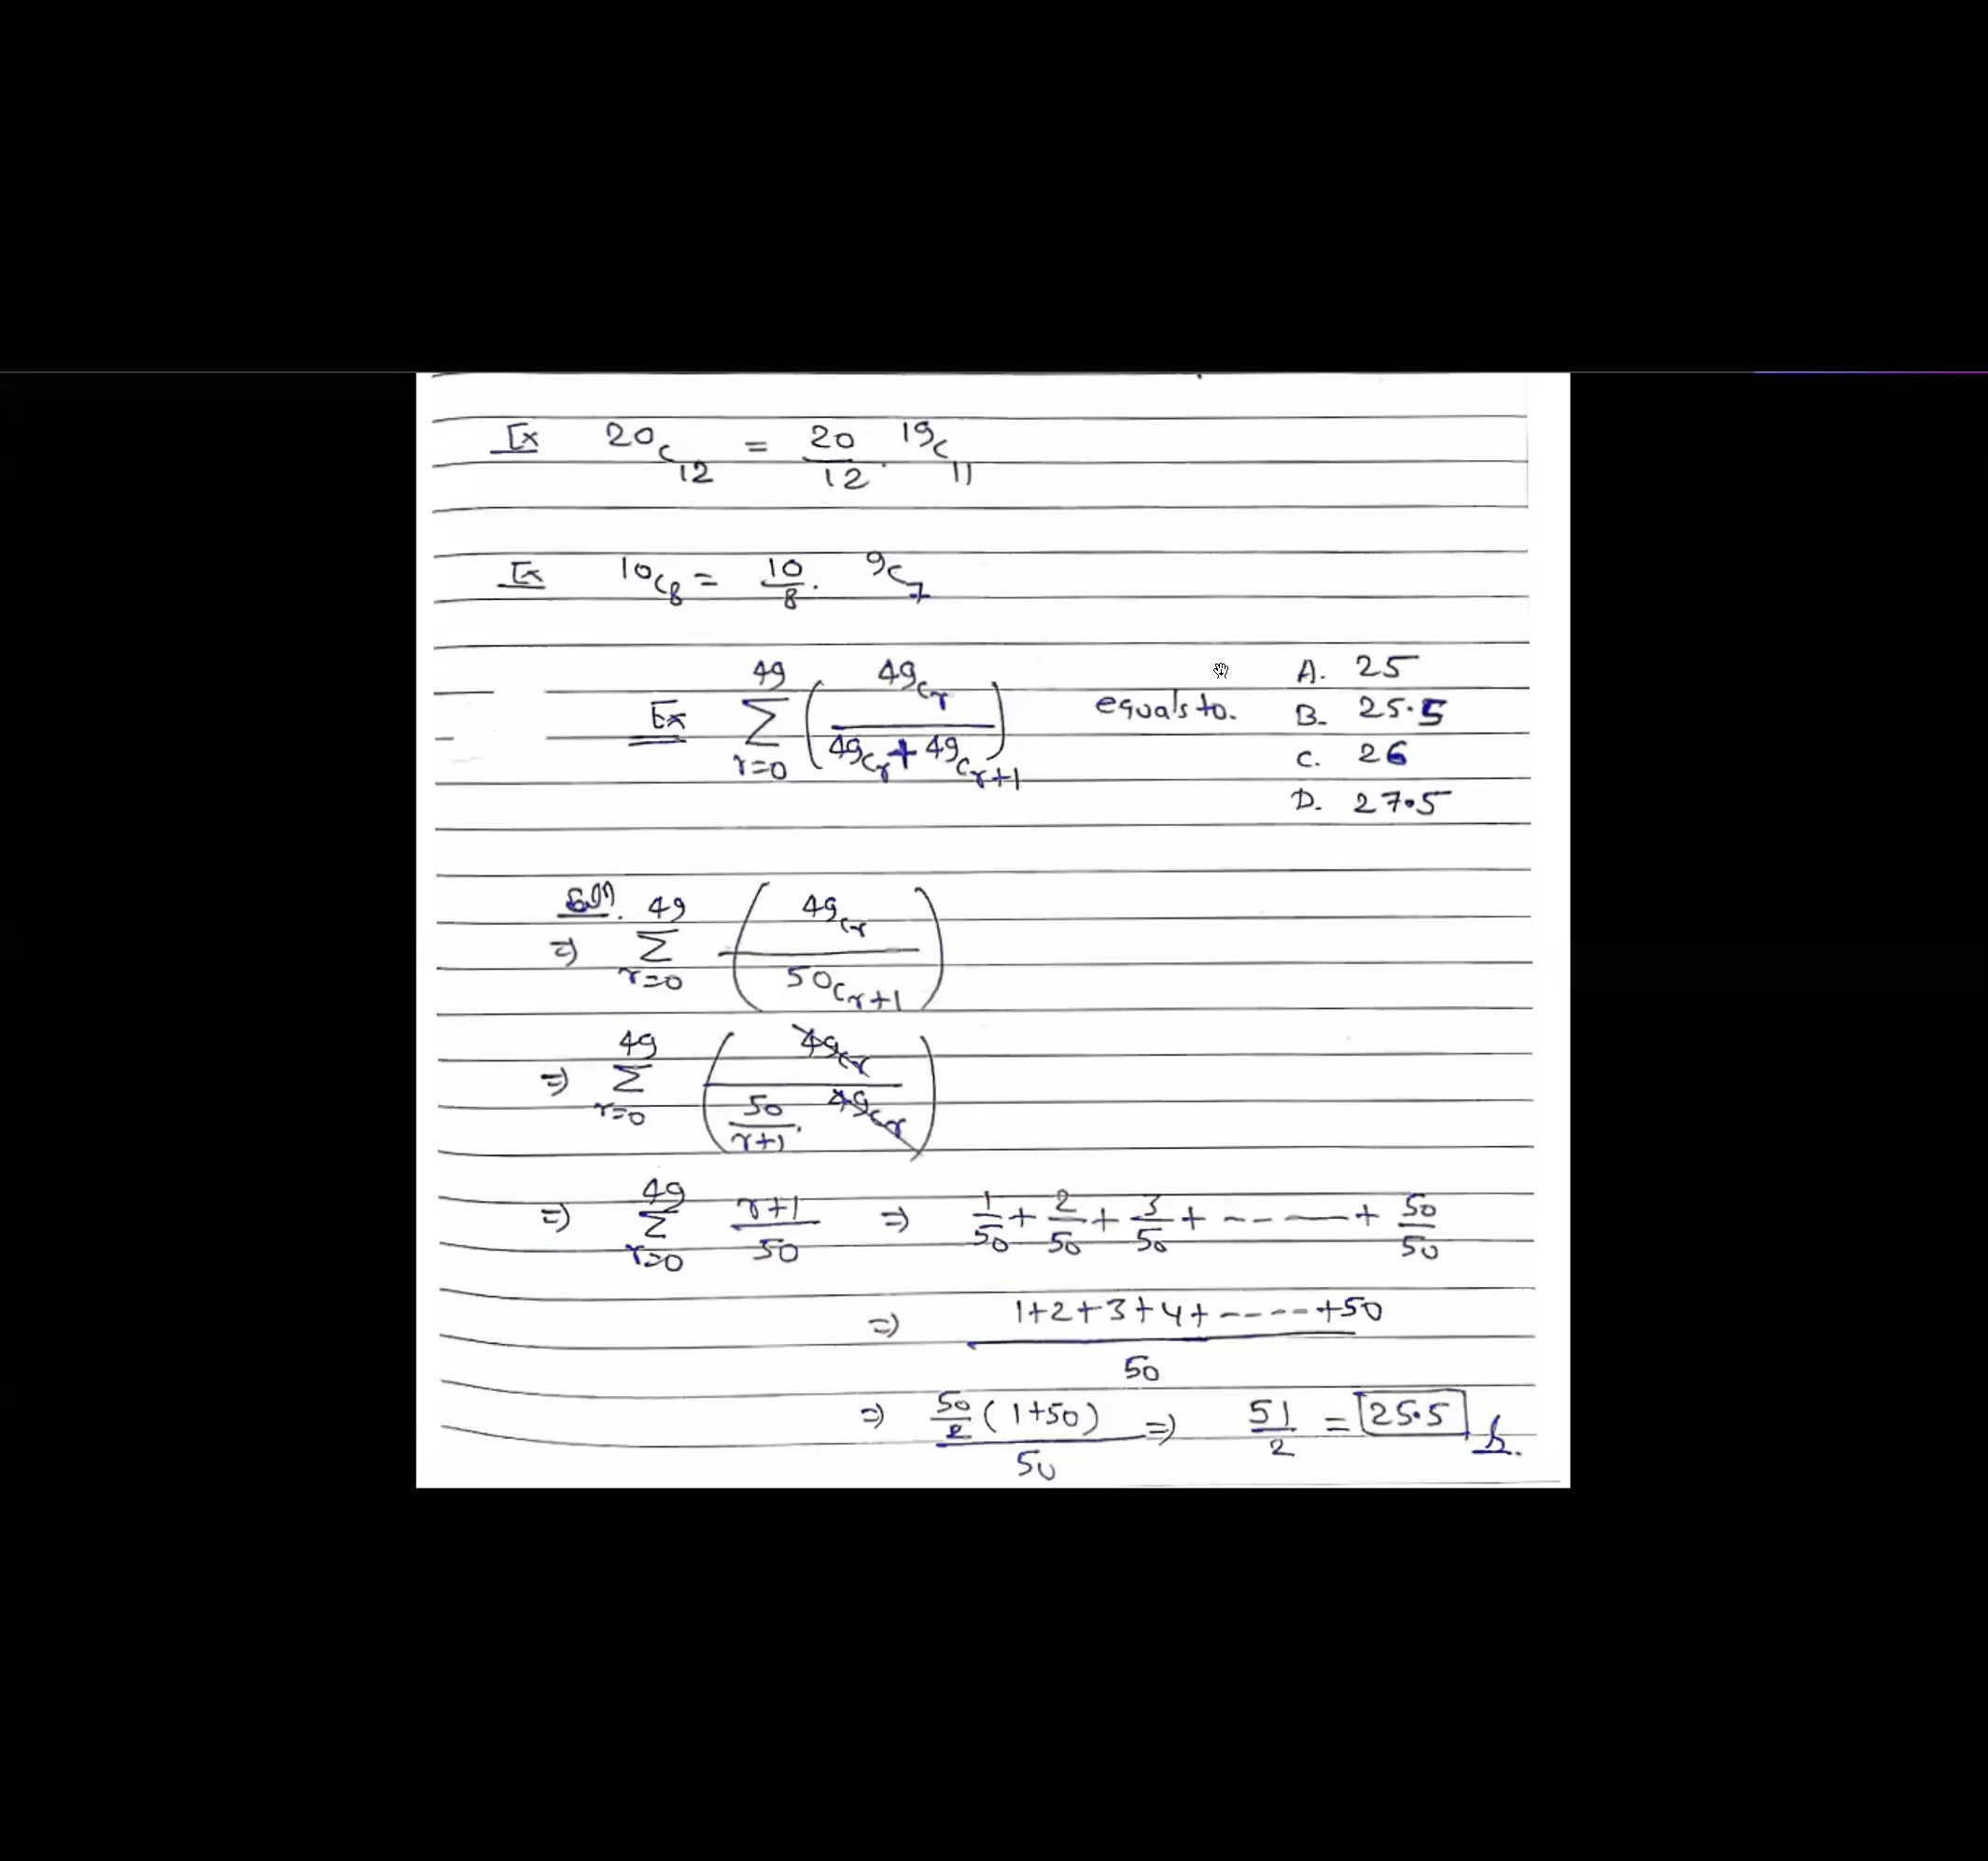 Ex 20C12 = 20/12 . 19C11
Ex 10C8 = 10/8 . 9C7
Ex 49 Σ r=0 (49Cr / 49Cr + 49Cr+1) equals to.
A. 25
B. 25.5
C. 26
D. 27.5
Soln.
⇒ 49 Σ r=0 (49Cr / 50Cr+1)
⇒ 49 Σ r=0 (49Cr / 50/r+1 . 49Cr)
⇒ 49 Σ r=0 r+1/50 ⇒ 1/50 + 2/50 + 3/50 + ----- + 50/50
⇒ 1+2+3+4+-----+50 / 50
⇒ 50/2 (1+50) / 50 ⇒ 51/2 = 25.5